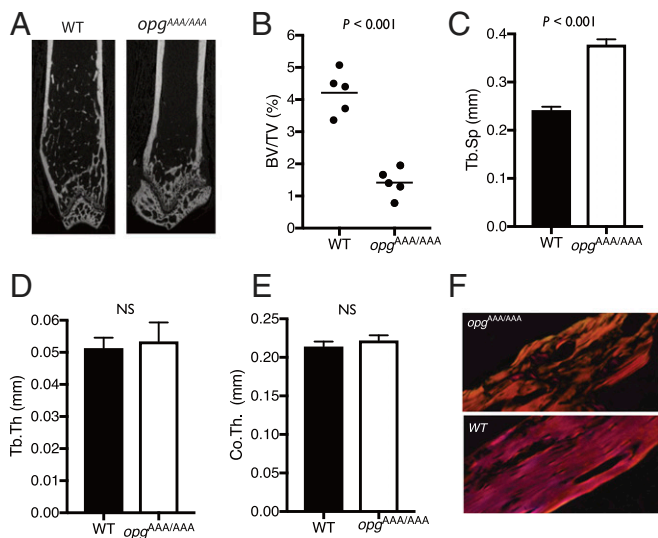 A
WT
opgAAA/AAA
B
P < 0.001
BV/TV (%)
6
5
4
3
2
1
0
WT
opgAAA/AAA
C
P < 0.001
Tb.Sp (mm)
0.4
0.3
0.2
0.1
0.0
WT
opgAAA/AAA
D
NS
Tb.Th (mm)
0.06
0.05
0.04
0.03
0.02
0.01
0.00
WT
opgAAA/AAA
E
NS
Co.Th. (mm)
0.25
0.20
0.15
0.10
0.05
0.00
WT
opgAAA/AAA
F
opgAAA/AAA
WT